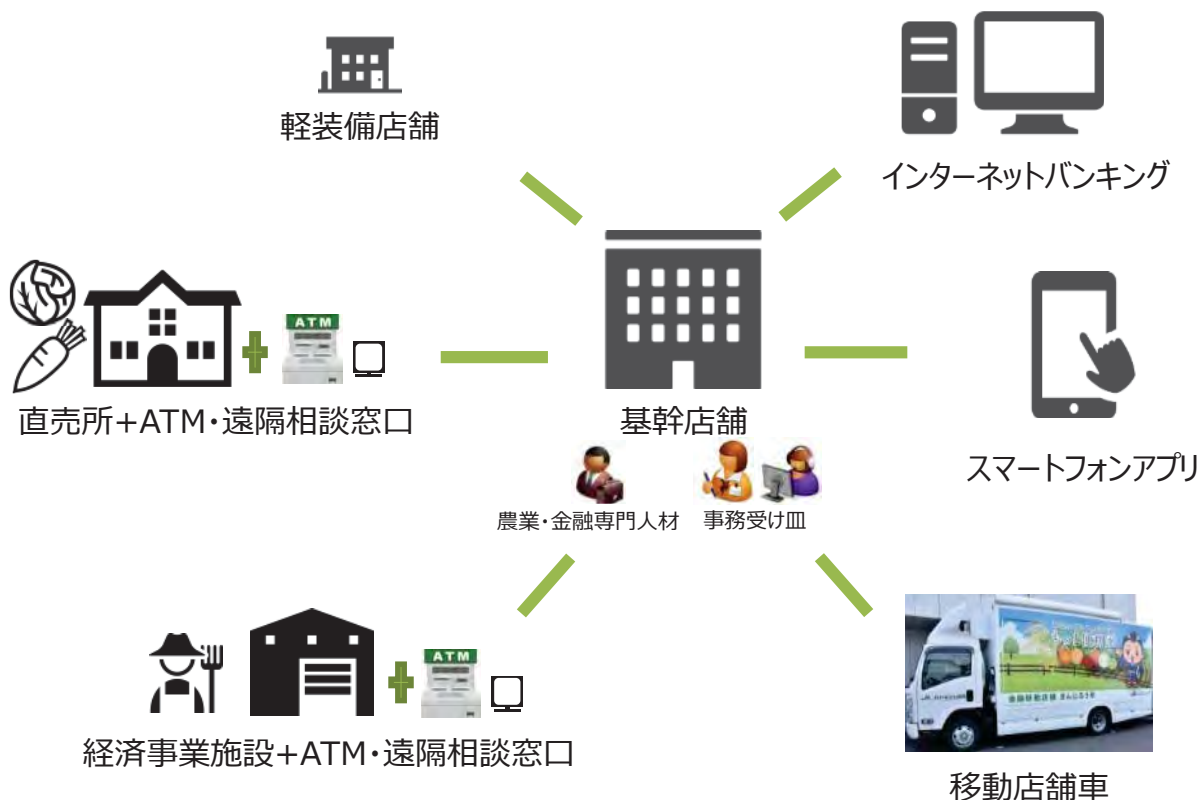 軽装備店舗
インターネットバンキング
ATM
直売所+ATM・遠隔相談窓口
基幹店舗
スマートフォンアプリ
農業・金融専門人材
事務受け皿
ATM
経済事業施設+ATM・遠隔相談窓口
移動店舗車